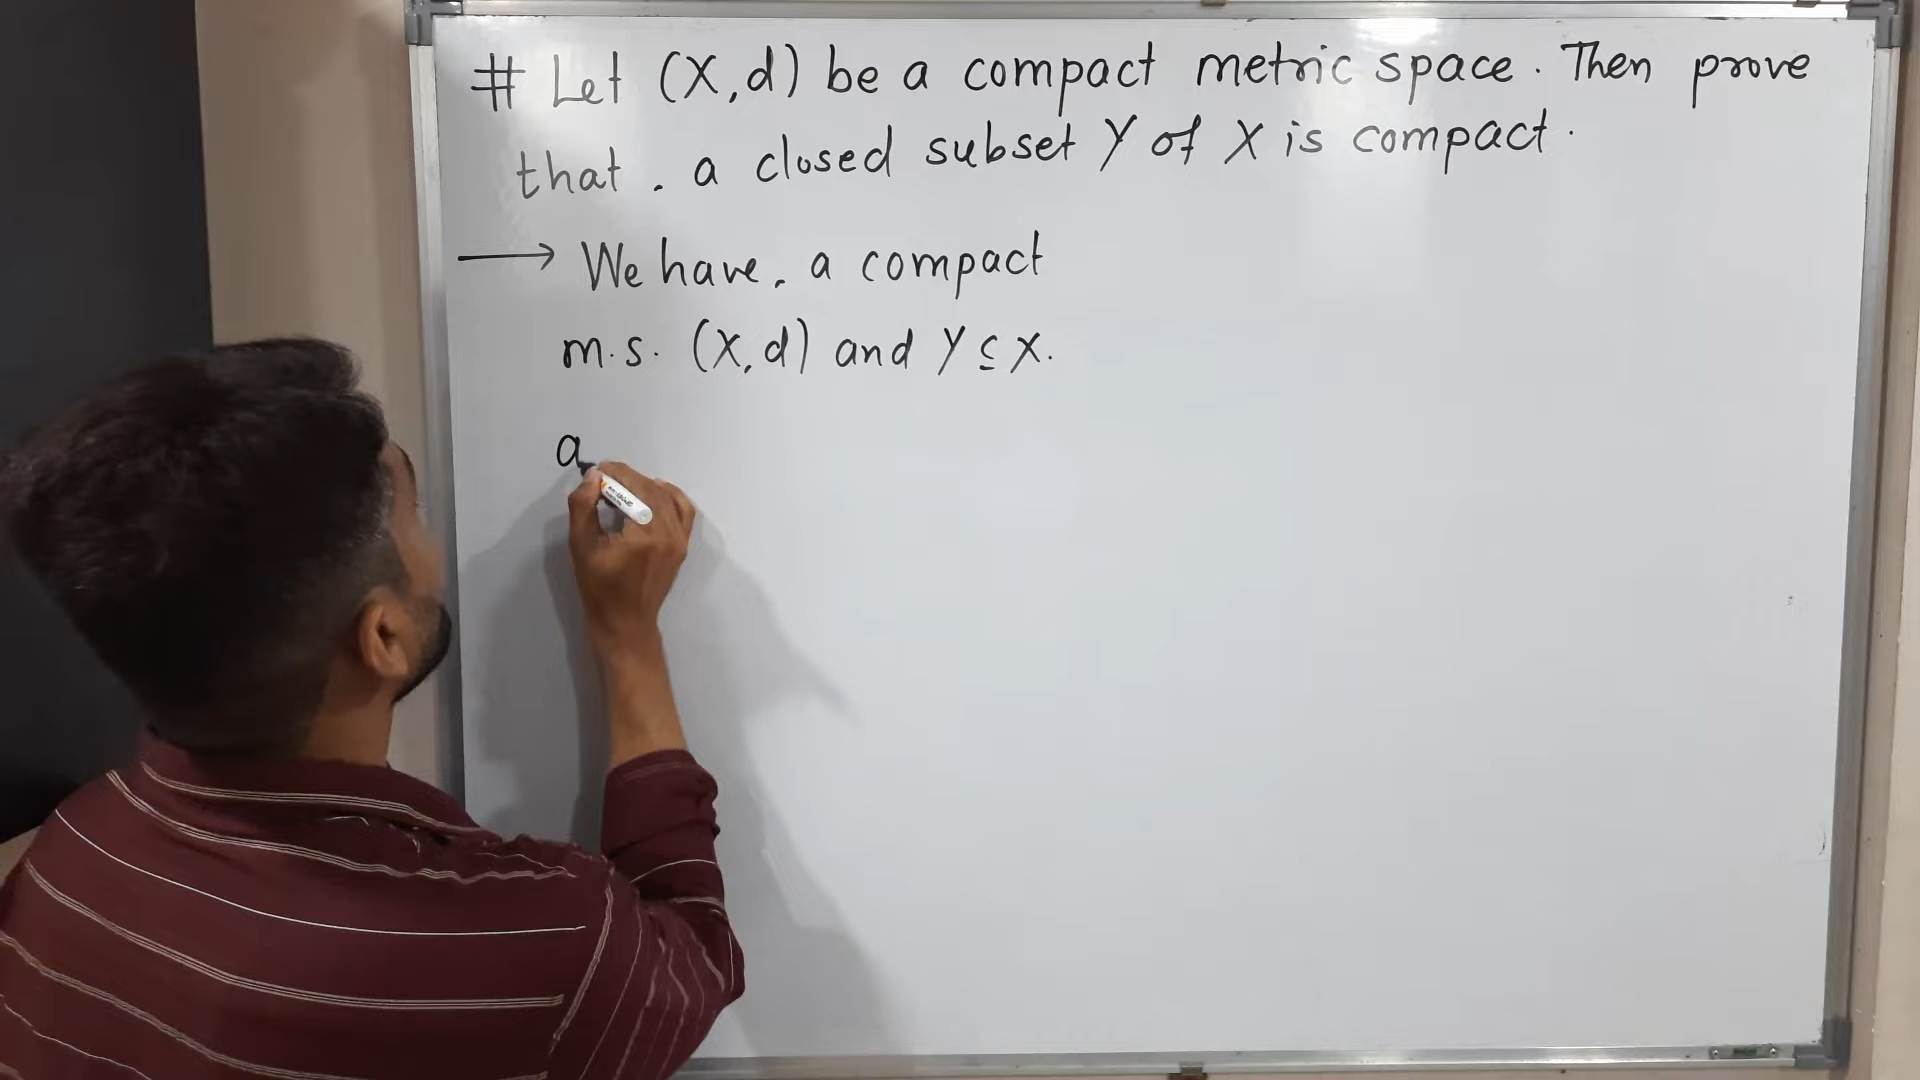 # Let (X,d) be a compact metric space. Then prove
that. a closed subset Y of X is compact.
→ We have. a compact
m.s. (X,d) and Y ⊆ X.
a